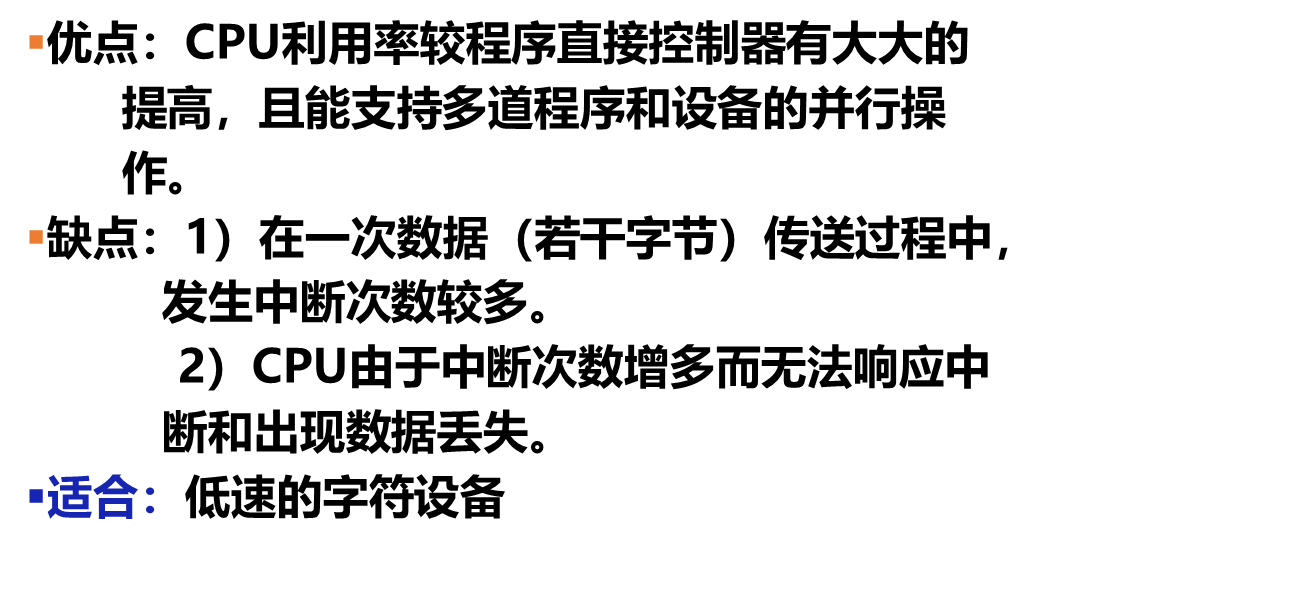 ▪优点：CPU利用率较程序直接控制器有大大的
提高，且能支持多道程序和设备的并行操
作。
▪缺点：1）在一次数据（若干字节）传送过程中，
发生中断次数较多。
2）CPU由于中断次数增多而无法响应中
断和出现数据丢失。
▪适合：低速的字符设备